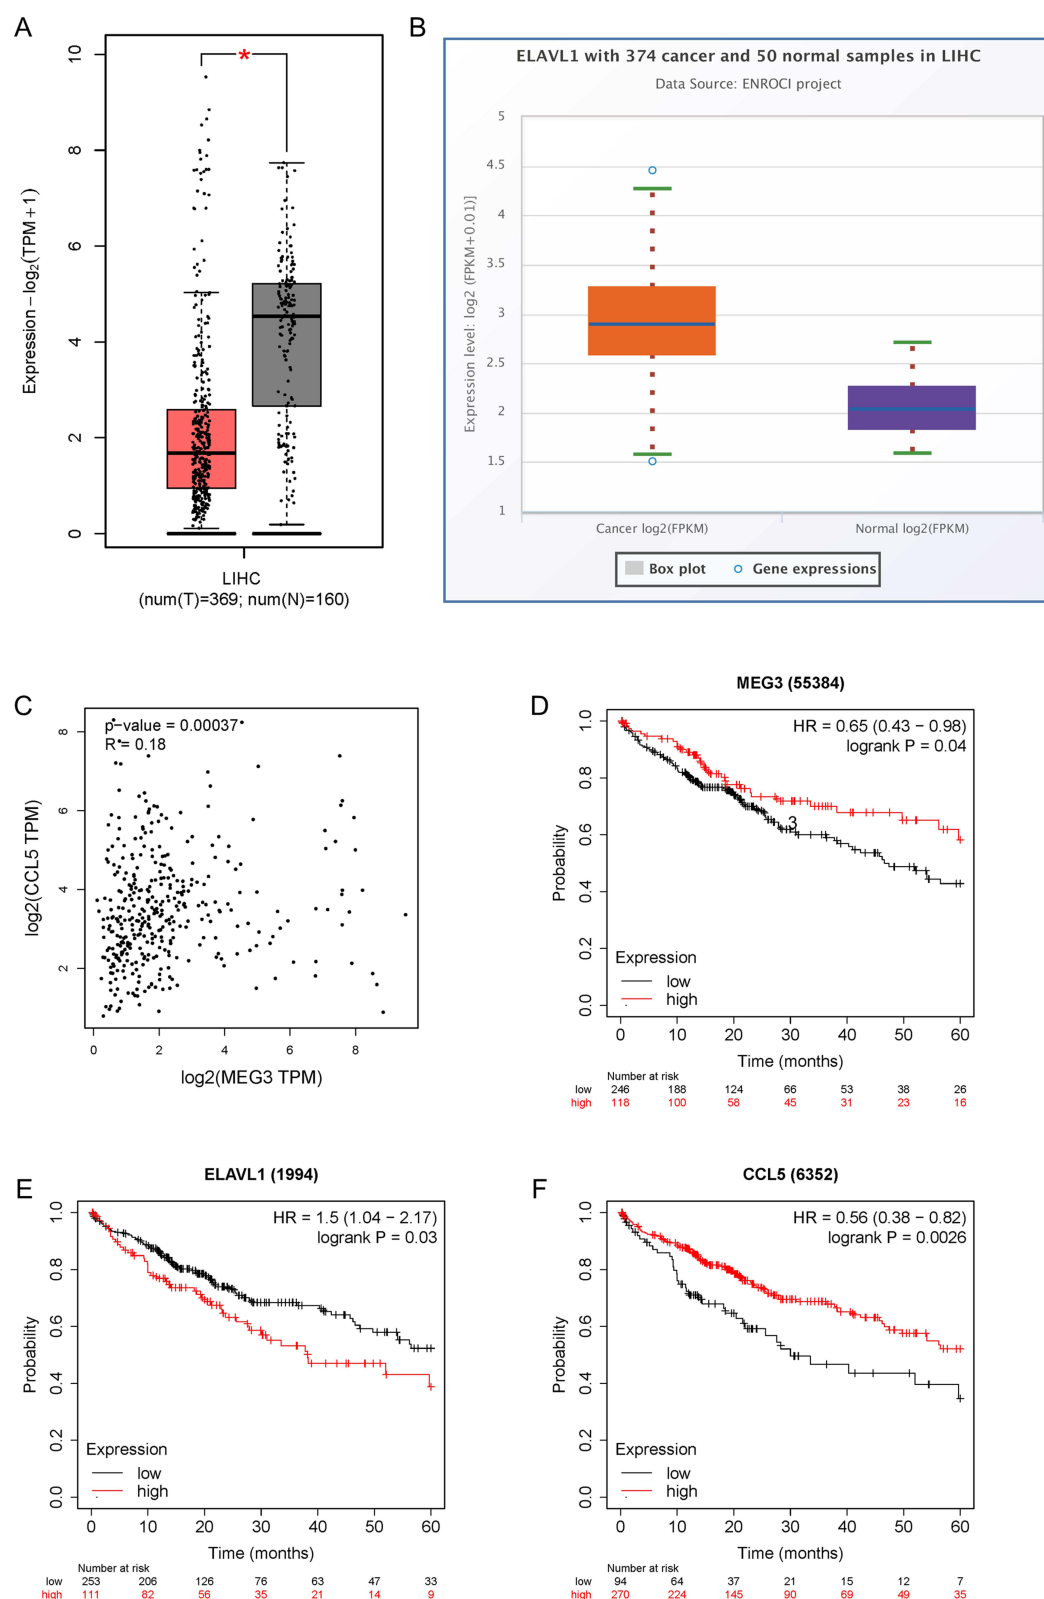 A
10
8
6
4
2
0
Expression − log2(TPM + 1)
*
LIHC
(num(T)=369; num(N)=160)
B
ELAVL1 with 374 cancer and 50 normal samples in LIHC
Data Source: ENROCI project
5
4.5
4
3.5
3
2.5
2
1.5
1
Expression level: log2 (FPKM+0.01)]
Cancer log2(FPKM)
Normal log2(FPKM)
Box plot
Gene expressions
C
p−value = 0.00037
R = 0.18
8
6
4
2
log2(CCL5 TPM)
0 2 4 6 8
log2(MEG3 TPM)
D
MEG3 (55384)
HR = 0.65 (0.43 − 0.98)
logrank P = 0.04
3
1.0
0.8
0.6
0.4
0.2
0.0
Probability
Expression
low
high
0 10 20 30 40 50 60
Time (months)
Number at risk
low 246 188 124 66 53 38 26
high 118 100 58 45 31 23 16
E
ELAVL1 (1994)
HR = 1.5 (1.04 − 2.17)
logrank P = 0.03
1.0
0.8
0.6
0.4
0.2
0.0
Probability
Expression
low
high
0 10 20 30 40 50 60
Time (months)
Number at risk
low 253 206 126 76 63 47 33
high 111 82 56 35 21 14 9
F
CCL5 (6352)
HR = 0.56 (0.38 − 0.82)
logrank P = 0.0026
1.0
0.8
0.6
0.4
0.2
0.0
Probability
Expression
low
high
0 10 20 30 40 50 60
Time (months)
Number at risk
low 94 64 37 21 15 12 7
high 270 224 145 90 69 49 35